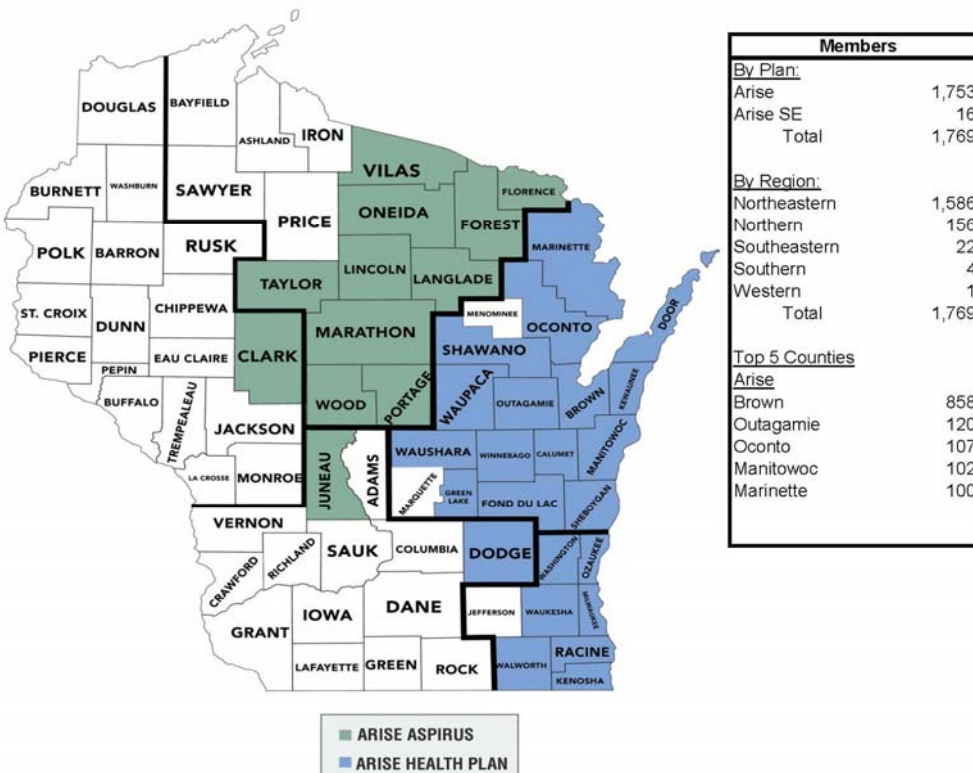 DOUGLAS
BAYFIELD
ASHLAND
IRON
VILAS
FLORENCE
BURNETT
WASHBURN
SAWYER
PRICE
ONEIDA
FOREST
MARINETTE
POLK
BARRON
RUSK
TAYLOR
LINCOLN
LANGLADE
DOOR
ST. CROIX
DUNN
CHIPPEWA
MENOMINEE
OCONTO
MARATHON
SHAWANO
PIERCE
PEPIN
EAU CLAIRE
CLARK
BUFFALO
TREMPEALEAU
JACKSON
WOOD
PORTAGE
WAUPACA
OUTAGAMIE
BROWN
KEWAUNEE
LA CROSSE
MONROE
JUNEAU
ADAMS
WAUSHARA
WINNEBAGO
CALUMET
MANITOWOC
MARQUETTE
GREEN
LAKE
FOND DU LAC
SHEBOYGAN
VERNON
CRAWFORD
RICHLAND
SAUK
COLUMBIA
DODGE
WASHINGTON
OZAUKEE
GRANT
IOWA
DANE
JEFFERSON
WAUKESHA
MILWAUKEE
LAFAYETTE
GREEN
ROCK
WALWORTH
RACINE
KENOSHA
ARISE ASPIRUS
ARISE HEALTH PLAN
Members
By Plan:
Arise 1,753
Arise SE 16
Total 1,769
By Region:
Northeastern 1,586
Northern 156
Southeastern 22
Southern 4
Western 1
Total 1,769
Top 5 Counties
Arise
Brown 858
Outagamie 120
Oconto 107
Manitowoc 102
Marinette 100